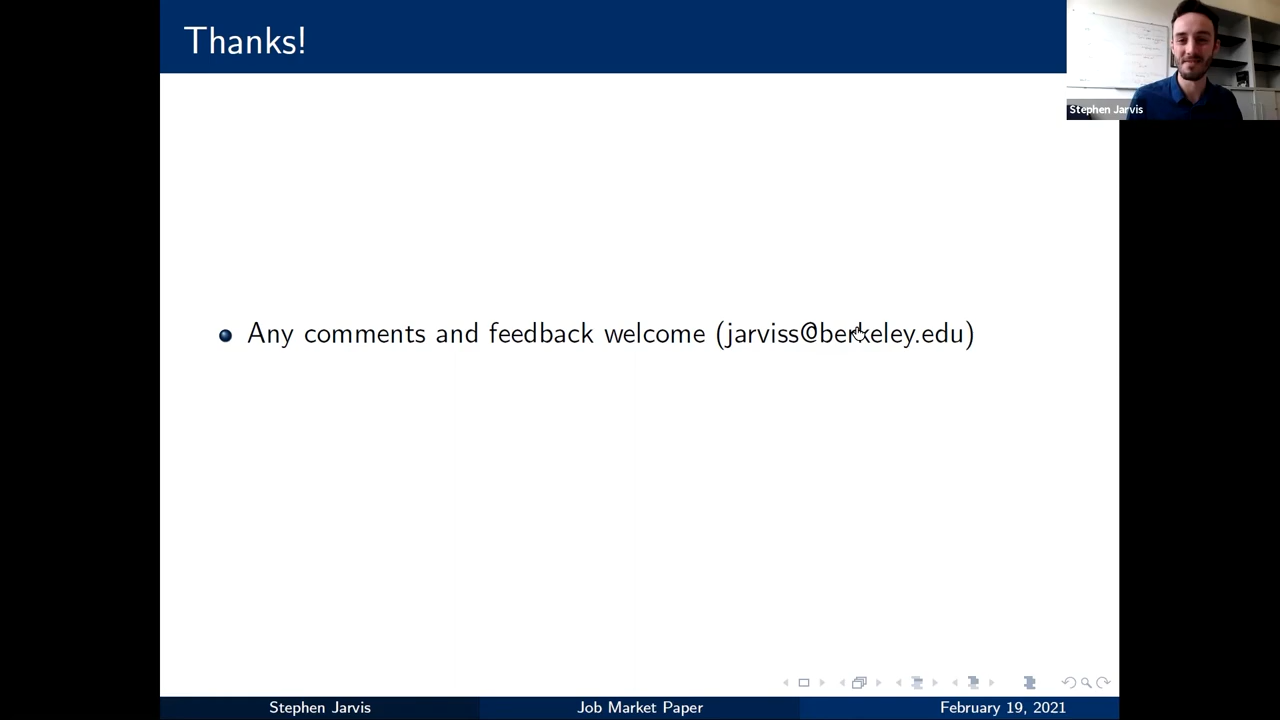 Thanks!
Stephen Jarvis
Any comments and feedback welcome (jarviss@berkeley.edu)
Stephen Jarvis
Job Market Paper
February 19, 2021